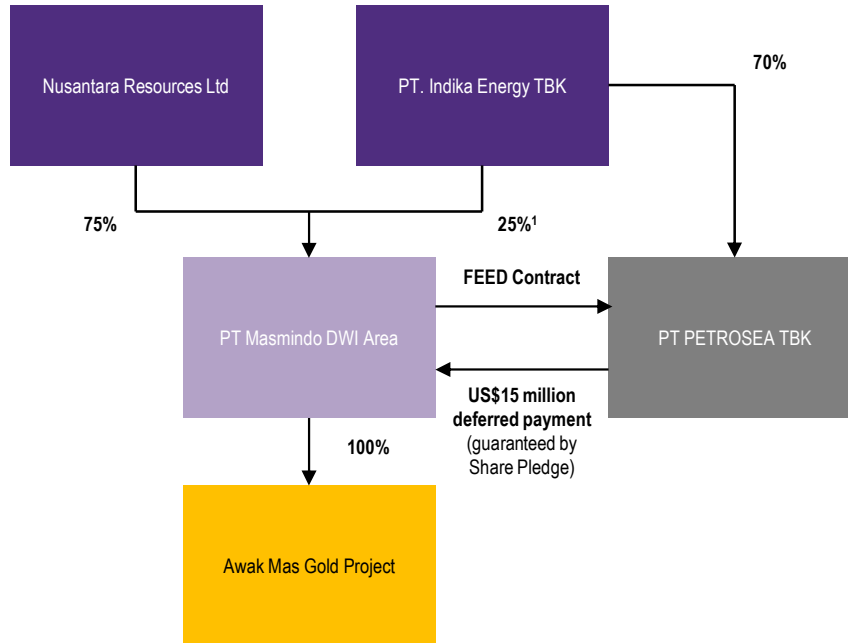 Nusantara Resources Ltd
PT. Indika Energy TBK
70%
75%
25%¹
FEED Contract
PT Masmindo DWI Area
PT PETROSEA TBK
US$15 million
deferred payment
(guaranteed by
Share Pledge)
100%
Awak Mas Gold Project